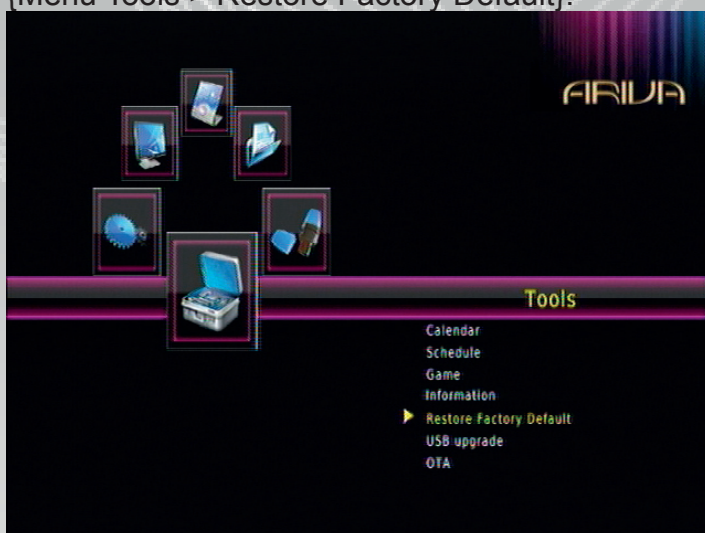 [Menu Tools > Restore Factory Default].
ARIVA
Tools
Calendar
Schedule
Game
Information
Restore Factory Default
USB upgrade
OTA